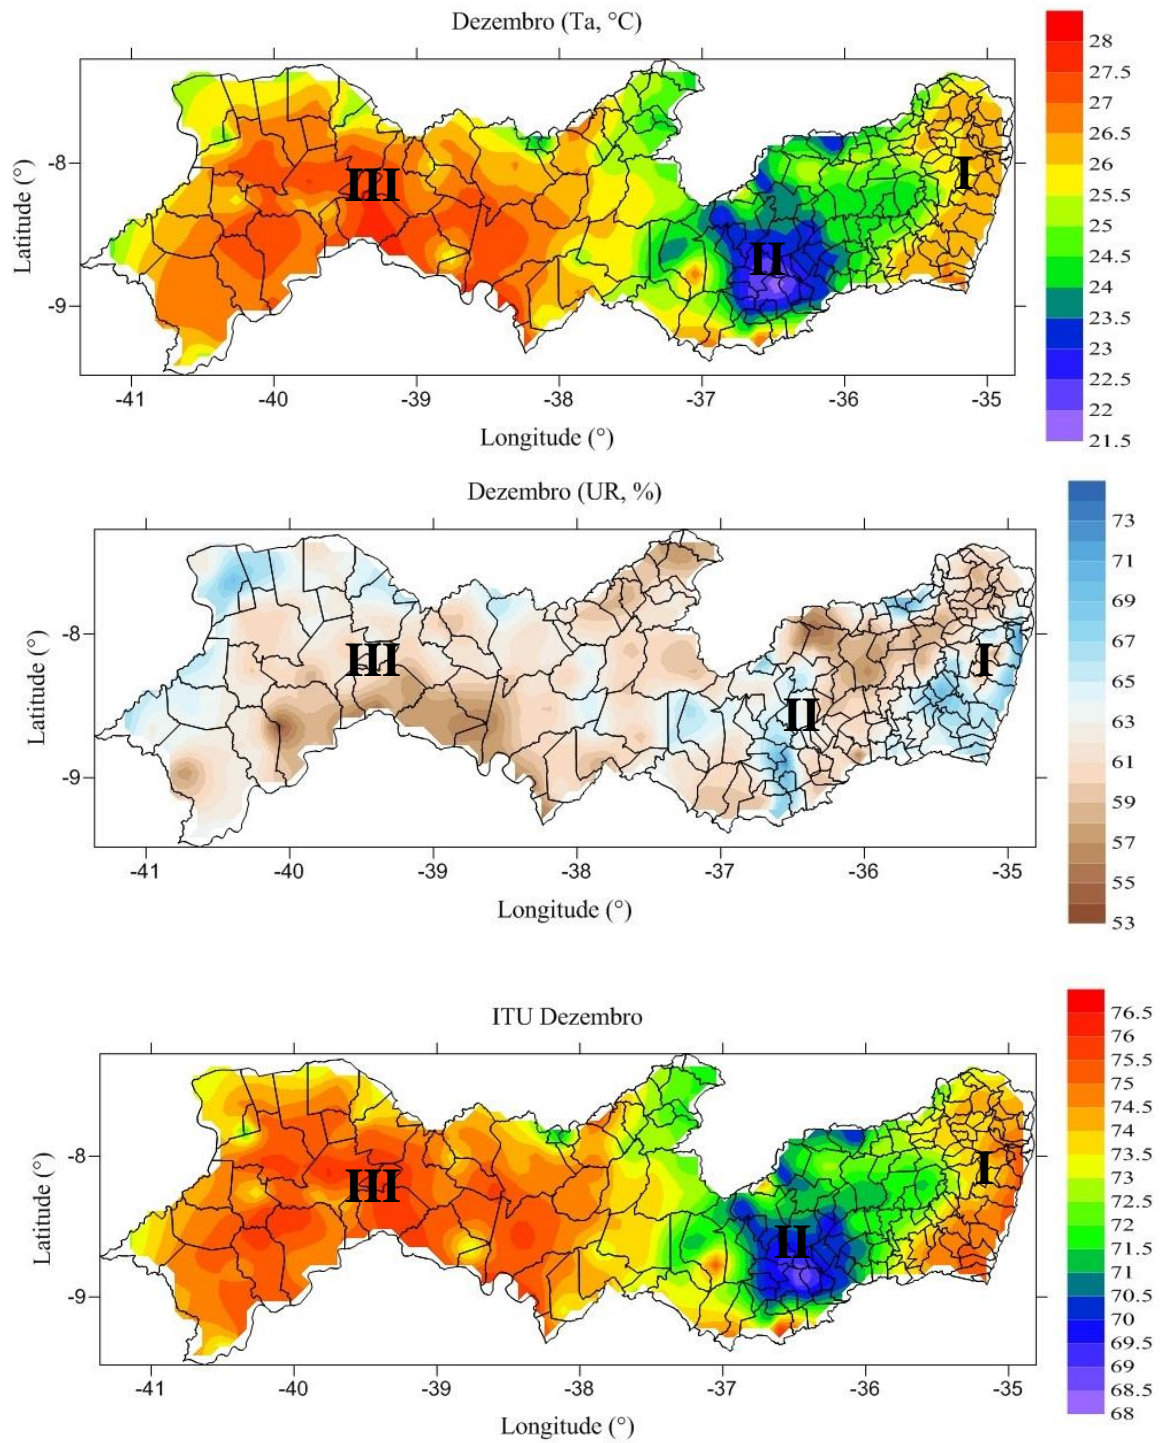 Dezembro (Ta, °C)
Latitude (°)
-8
-9
III
II
I
-41 -40 -39 -38 -37 -36 -35
Longitude (°)
28
27.5
27
26.5
26
25.5
25
24.5
24
23.5
23
22.5
22
21.5
Dezembro (UR, %)
Latitude (°)
-8
-9
III
II
I
-41 -40 -39 -38 -37 -36 -35
Longitude (°)
73
71
69
67
65
63
61
59
57
55
53
ITU Dezembro
Latitude (°)
-8
-9
III
II
I
-41 -40 -39 -38 -37 -36 -35
Longitude (°)
76.5
76
75.5
75
74.5
74
73.5
73
72.5
72
71.5
71
70.5
70
69.5
69
68.5
68